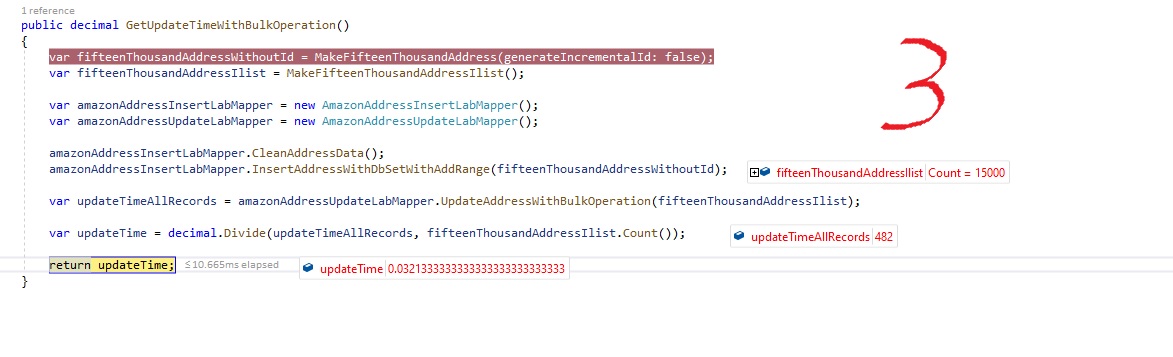 1 reference
public decimal GetUpdateTimeWithBulkOperation()
{
var fifteenThousandAddressWithoutId = MakeFifteenThousandAddress(generateIncrementalId: false);
var fifteenThousandAddressIlist = MakeFifteenThousandAddressIlist();
3
var amazonAddressInsertLabMapper = new AmazonAddressInsertLabMapper();
var amazonAddressUpdateLabMapper = new AmazonAddressUpdateLabMapper();
amazonAddressInsertLabMapper.CleanAddressData();
amazonAddressInsertLabMapper.InsertAddressWithDbSetWithAddRange(fifteenThousandAddressWithoutId); fifteenThousandAddressIlist Count = 15000
var updateTimeAllRecords = amazonAddressUpdateLabMapper.UpdateAddressWithBulkOperation(fifteenThousandAddressIlist);
var updateTime = decimal.Divide(updateTimeAllRecords, fifteenThousandAddressIlist.Count()); updateTimeAllRecords 482
return updateTime; ≤10.665ms elapsed updateTime 0.0321333333333333333333333333
}